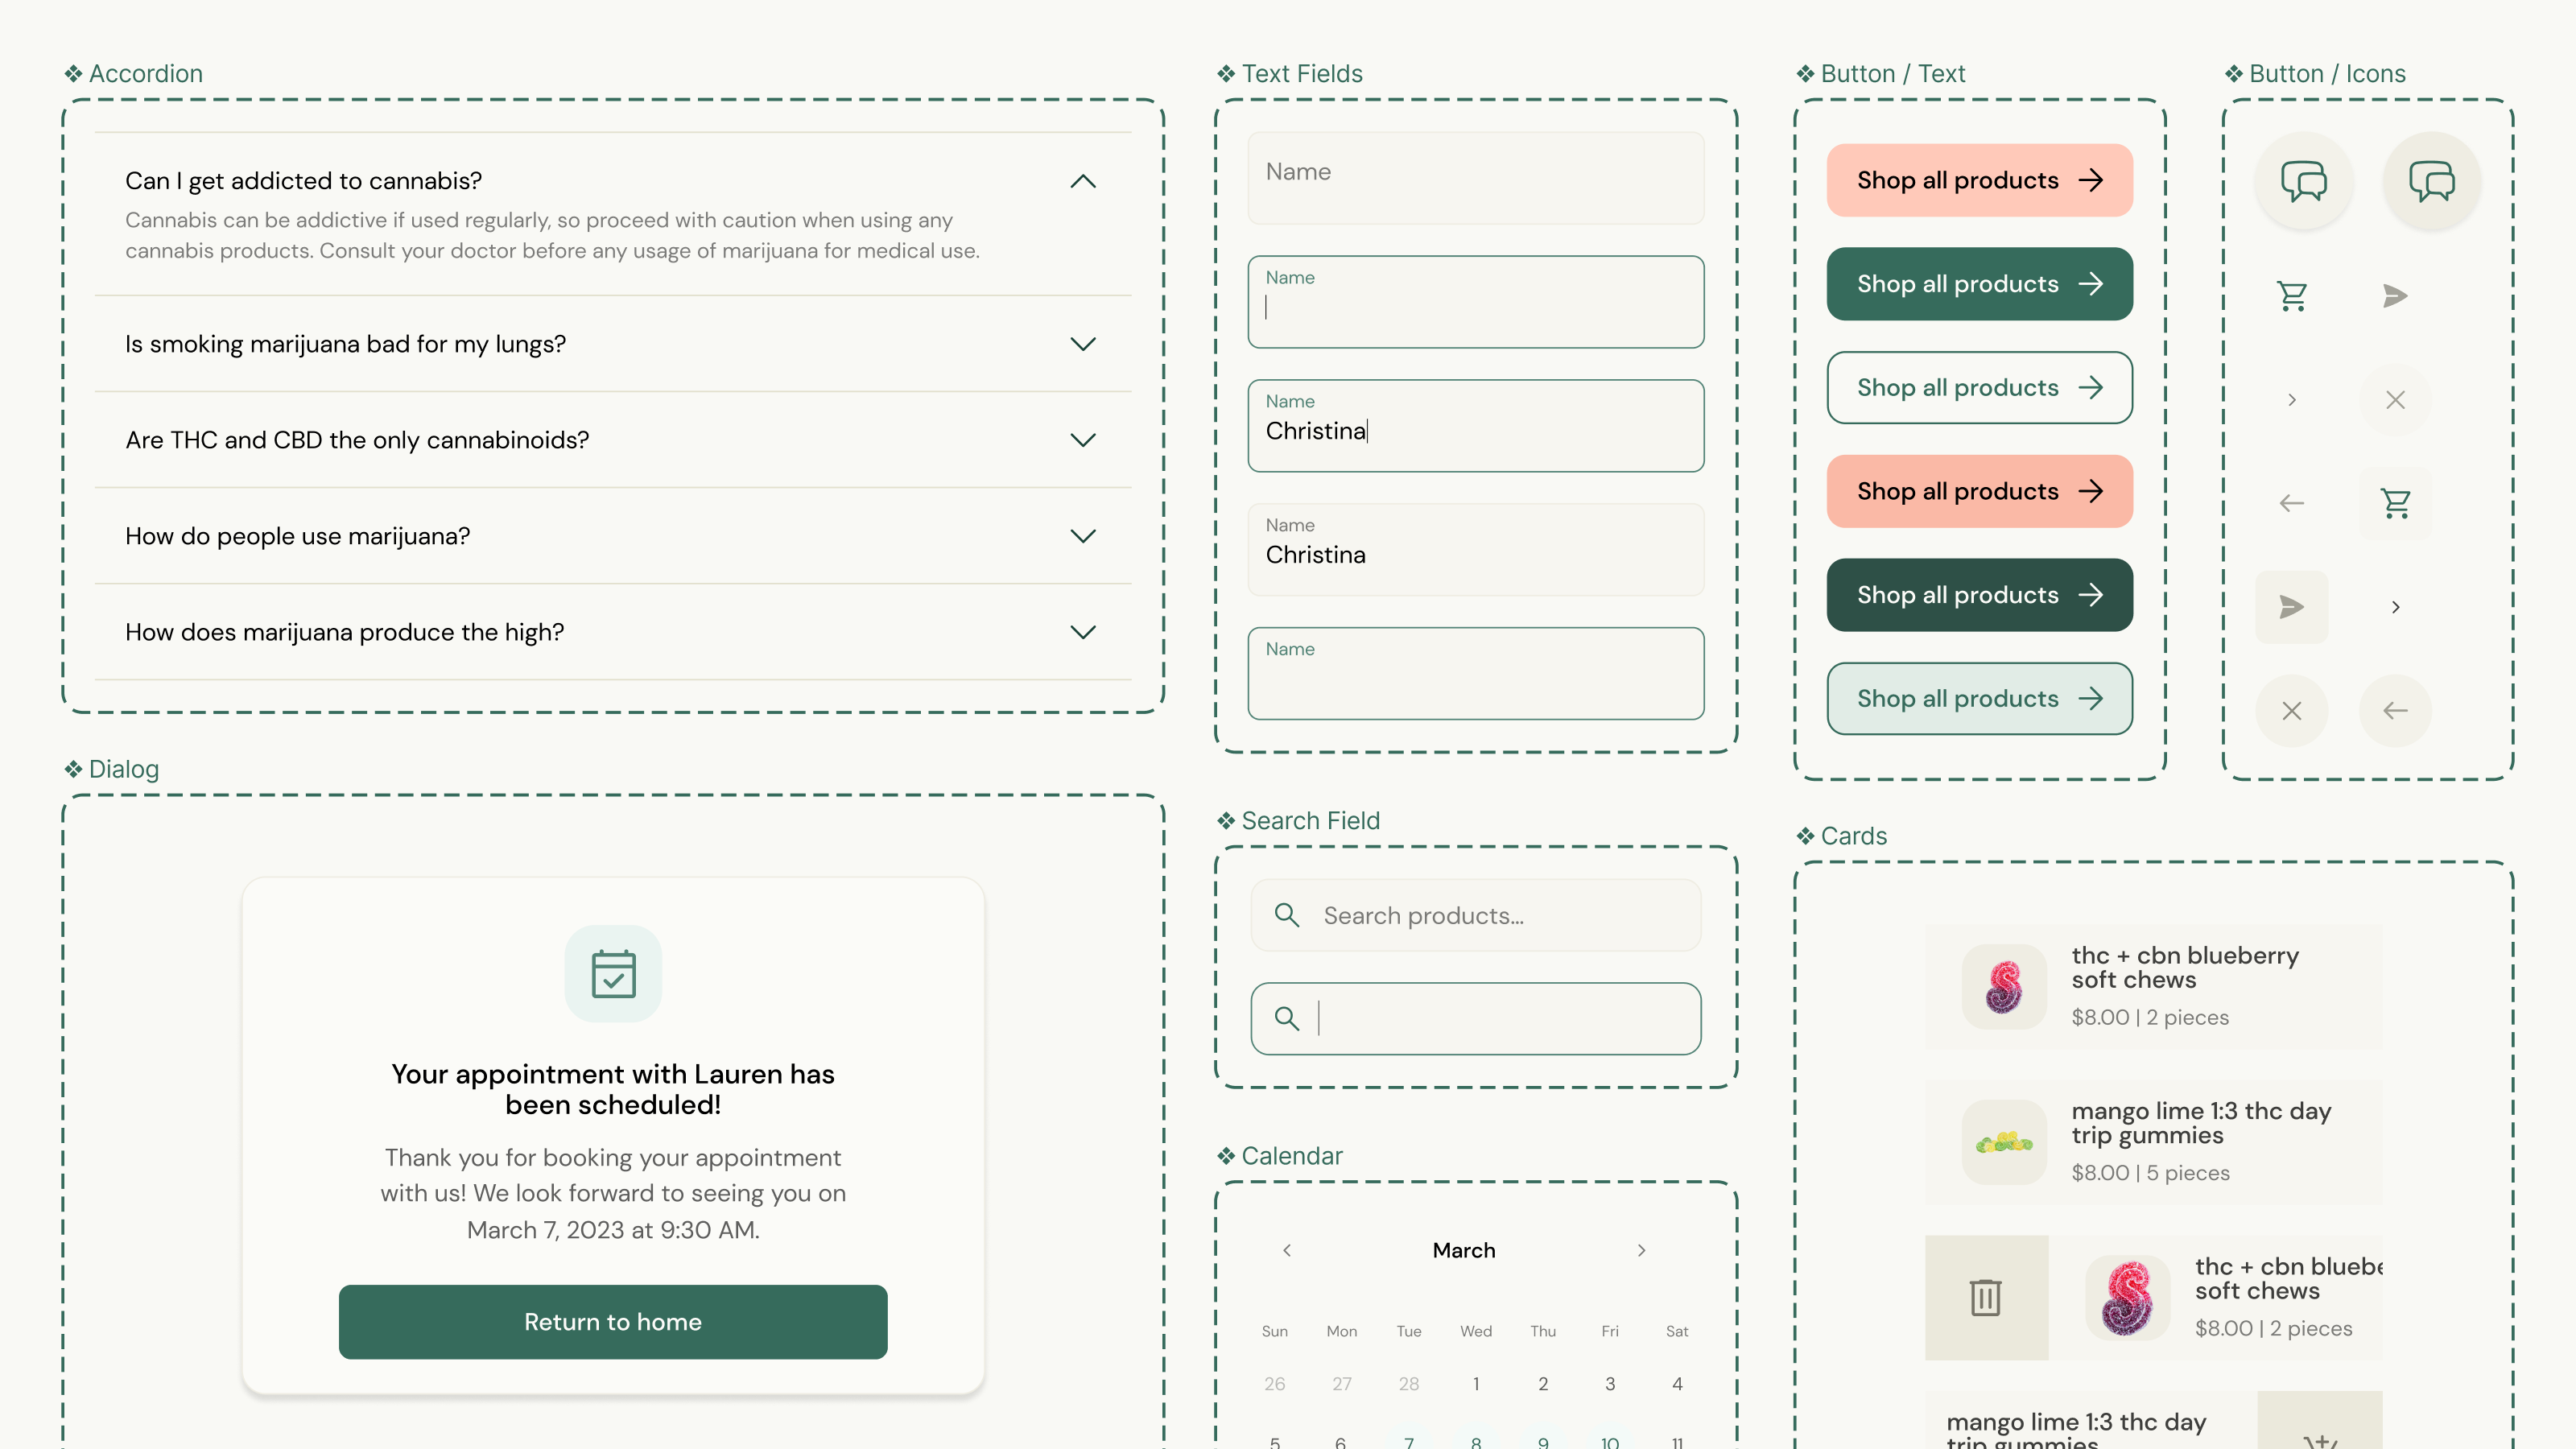 Accordion
Can I get addicted to cannabis?
Cannabis can be addictive if used regularly, so proceed with caution when using any
cannabis products. Consult your doctor before any usage of marijuana for medical use.
Is smoking marijuana bad for my lungs?
Are THC and CBD the only cannabinoids?
How do people use marijuana?
How does marijuana produce the high?
Dialog
Your appointment with Lauren has
been scheduled!
Thank you for booking your appointment
with us! We look forward to seeing you on
March 7, 2023 at 9:30 AM.
Return to home
Text Fields
Name
Name
Name
Christina
Name
Christina
Name
Search Field
Search products...
Calendar
March
Sun Mon Tue Wed Thu Fri Sat
26 27 28 1 2 3 4
5 6 7 8 9 10 11
Button / Text
Shop all products
Shop all products
Shop all products
Shop all products
Shop all products
Shop all products
Button / Icons
Cards
thc + cbn blueberry
soft chews
$8.00 | 2 pieces
mango lime 1:3 thc day
trip gummies
$8.00 | 5 pieces
thc + cbn bluebe
soft chews
$8.00 | 2 pieces
mango lime 1:3 thc day
trip gummies